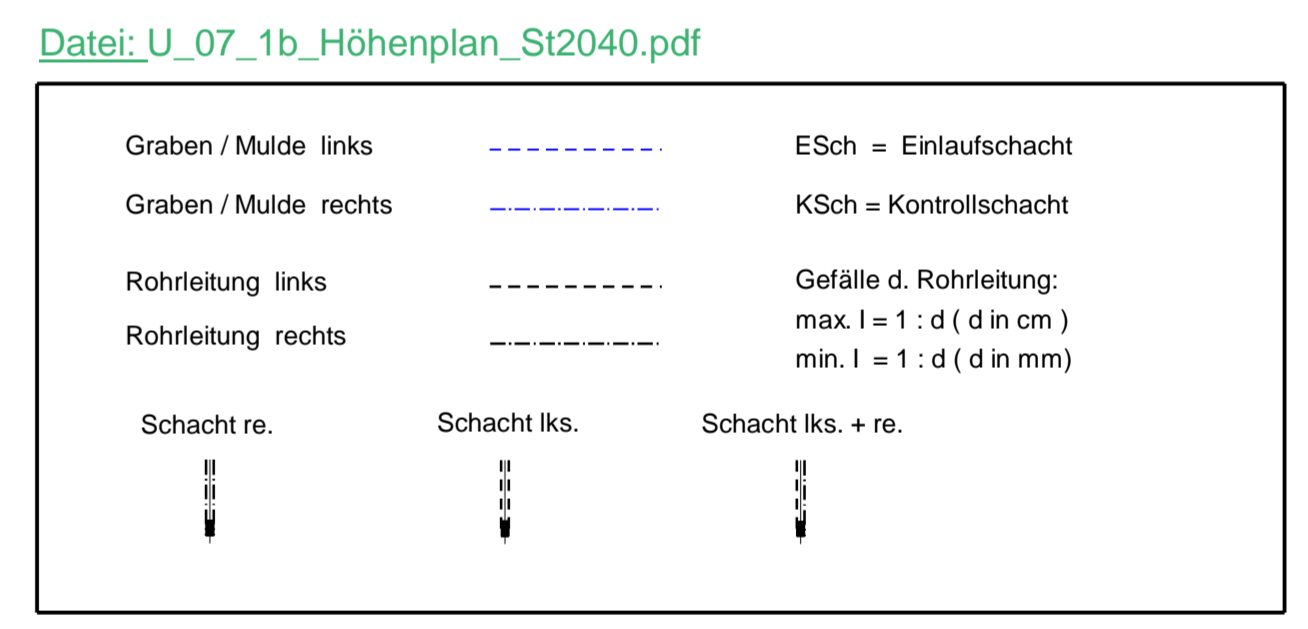 Datei: U_07_1b_Höhenplan_St2040.pdf
Graben / Mulde links
ESch = Einlaufschacht
Graben / Mulde rechts
KSch = Kontrollschacht
Rohrleitung links
Gefälle d. Rohrleitung:
max. I = 1 : d ( d in cm )
Rohrleitung rechts
min. I = 1 : d ( d in mm)
Schacht re.
Schacht lks.
Schacht lks. + re.